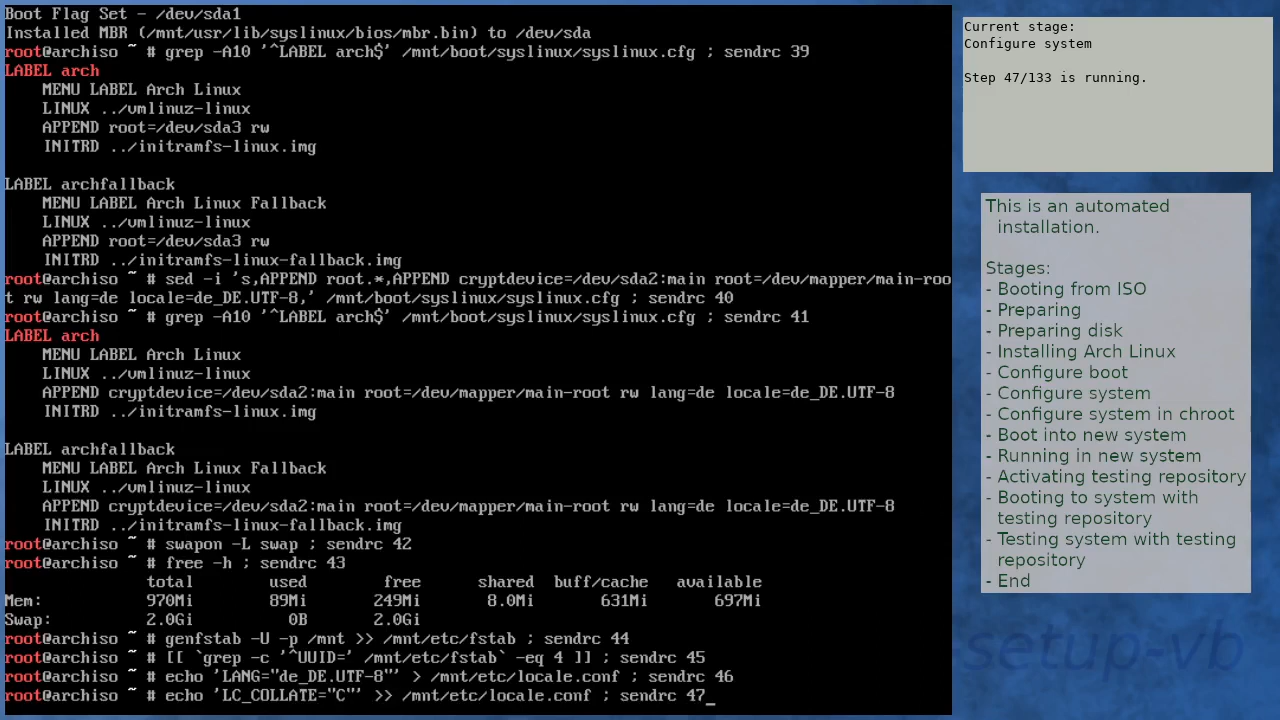 Boot Flag Set - /dev/sda1
Installed MBR (/mnt/usr/lib/syslinux/bios/mbr.bin) to /dev/sda
root@archiso ~ # grep -A10 '^LABEL arch$' /mnt/boot/syslinux/syslinux.cfg ; sendrc 39
LABEL arch
    MENU LABEL Arch Linux
    LINUX ../vmlinuz-linux
    APPEND root=/dev/sda3 rw
    INITRD ../initramfs-linux.img

LABEL archfallback
    MENU LABEL Arch Linux Fallback
    LINUX ../vmlinuz-linux
    APPEND root=/dev/sda3 rw
    INITRD ../initramfs-linux-fallback.img
root@archiso ~ # sed -i 's,APPEND root.*,APPEND cryptdevice=/dev/sda2:main root=/dev/mapper/main-roo
t rw lang=de locale=de_DE.UTF-8,' /mnt/boot/syslinux/syslinux.cfg ; sendrc 40
root@archiso ~ # grep -A10 '^LABEL arch$' /mnt/boot/syslinux/syslinux.cfg ; sendrc 41
LABEL arch
    MENU LABEL Arch Linux
    LINUX ../vmlinuz-linux
    APPEND cryptdevice=/dev/sda2:main root=/dev/mapper/main-root rw lang=de locale=de_DE.UTF-8
    INITRD ../initramfs-linux.img

LABEL archfallback
    MENU LABEL Arch Linux Fallback
    LINUX ../vmlinuz-linux
    APPEND cryptdevice=/dev/sda2:main root=/dev/mapper/main-root rw lang=de locale=de_DE.UTF-8
    INITRD ../initramfs-linux-fallback.img
root@archiso ~ # swapon -L swap ; sendrc 42
root@archiso ~ # free -h ; sendrc 43
               total        used        free      shared  buff/cache   available
Mem:           970Mi        89Mi       249Mi       8.0Mi       631Mi       697Mi
Swap:          2.0Gi          0B       2.0Gi
root@archiso ~ # genfstab -U -p /mnt >> /mnt/etc/fstab ; sendrc 44
root@archiso ~ # [[ `grep -c '^UUID=' /mnt/etc/fstab` -eq 4 ]] ; sendrc 45
root@archiso ~ # echo 'LANG="de_DE.UTF-8"' > /mnt/etc/locale.conf ; sendrc 46
root@archiso ~ # echo 'LC_COLLATE="C"' >> /mnt/etc/locale.conf ; sendrc 47_
Current stage:
Configure system

Step 47/133 is running.
This is an automated
installation.

Stages:
- Booting from ISO
- Preparing
- Preparing disk
- Installing Arch Linux
- Configure boot
- Configure system
- Configure system in chroot
- Boot into new system
- Running in new system
- Activating testing repository
- Booting to system with
testing repository
- Testing system with testing
repository
- End
setup-vb